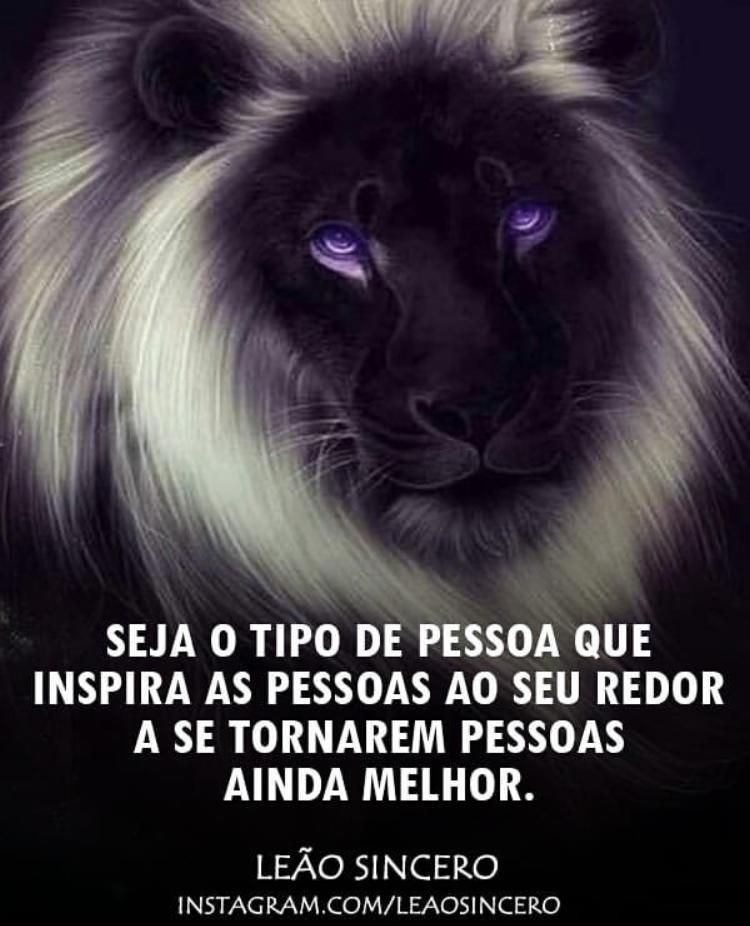 SEJA O TIPO DE PESSOA QUE
INSPIRA AS PESSOAS AO SEU REDOR
A SE TORNAREM PESSOAS
AINDA MELHOR.
LEÃO SINCERO
INSTAGRAM.COM/LEAOSINCERO